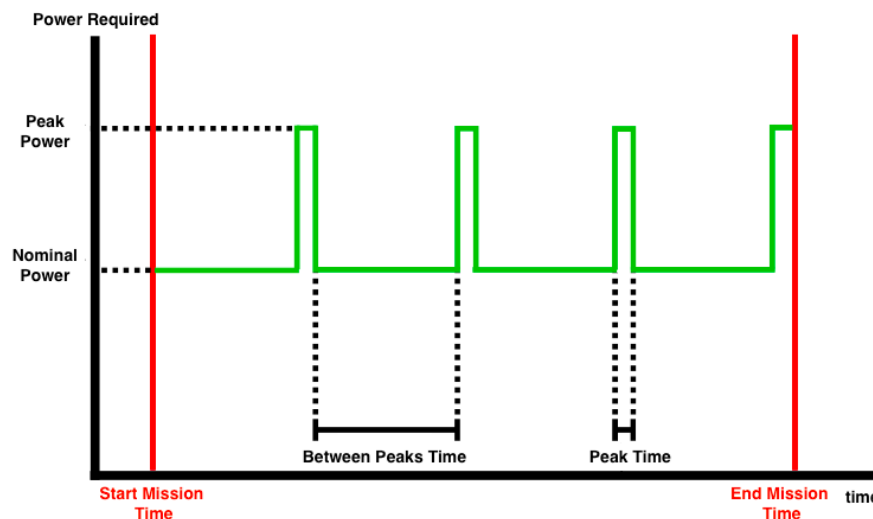 Power Required
Peak
Power
Nominal
Power
Between Peaks Time
Peak Time
Start Mission
Time
End Mission
Time
time